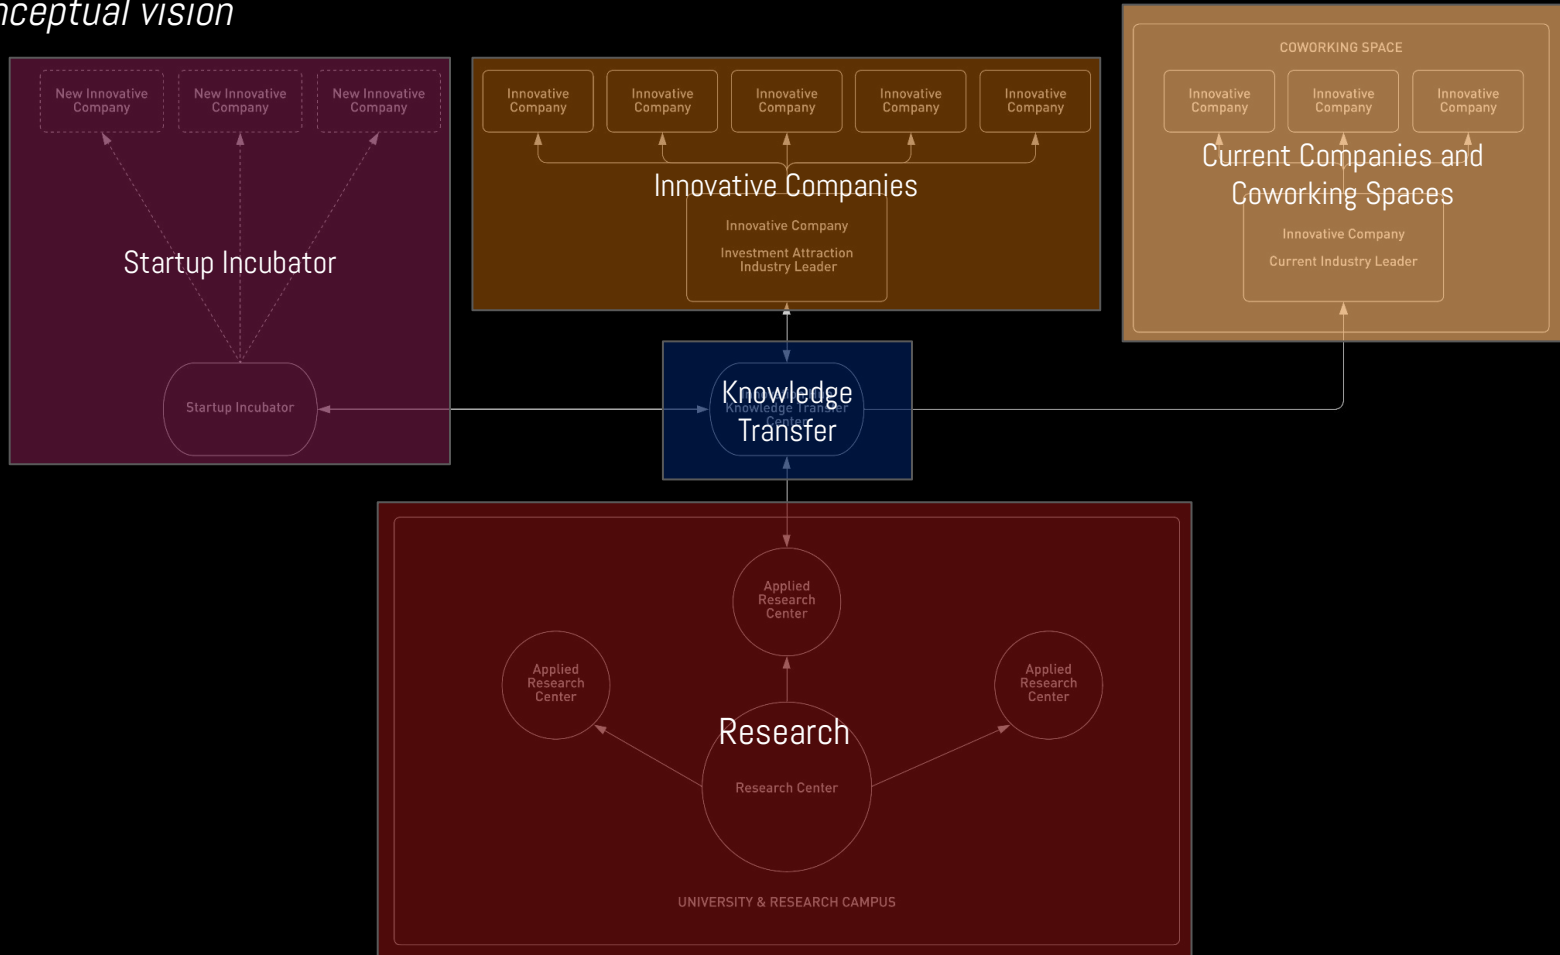 nceptual vision
New Innovative
Company
New Innovative
Company
New Innovative
Company
Startup Incubator
Startup Incubator
Innovative
Company
Innovative
Company
Innovative
Company
Innovative
Company
Innovative
Company
Innovative Companies
Innovative Company
Investment Attraction
Industry Leader
COWORKING SPACE
Innovative
Company
Innovative
Company
Innovative
Company
Current Companies and
Coworking Spaces
Innovative Company
Current Industry Leader
Knowledge
Transfer
Knowledge Transfer
Center
Applied
Research
Center
Applied
Research
Center
Applied
Research
Center
Research
Research Center
UNIVERSITY & RESEARCH CAMPUS